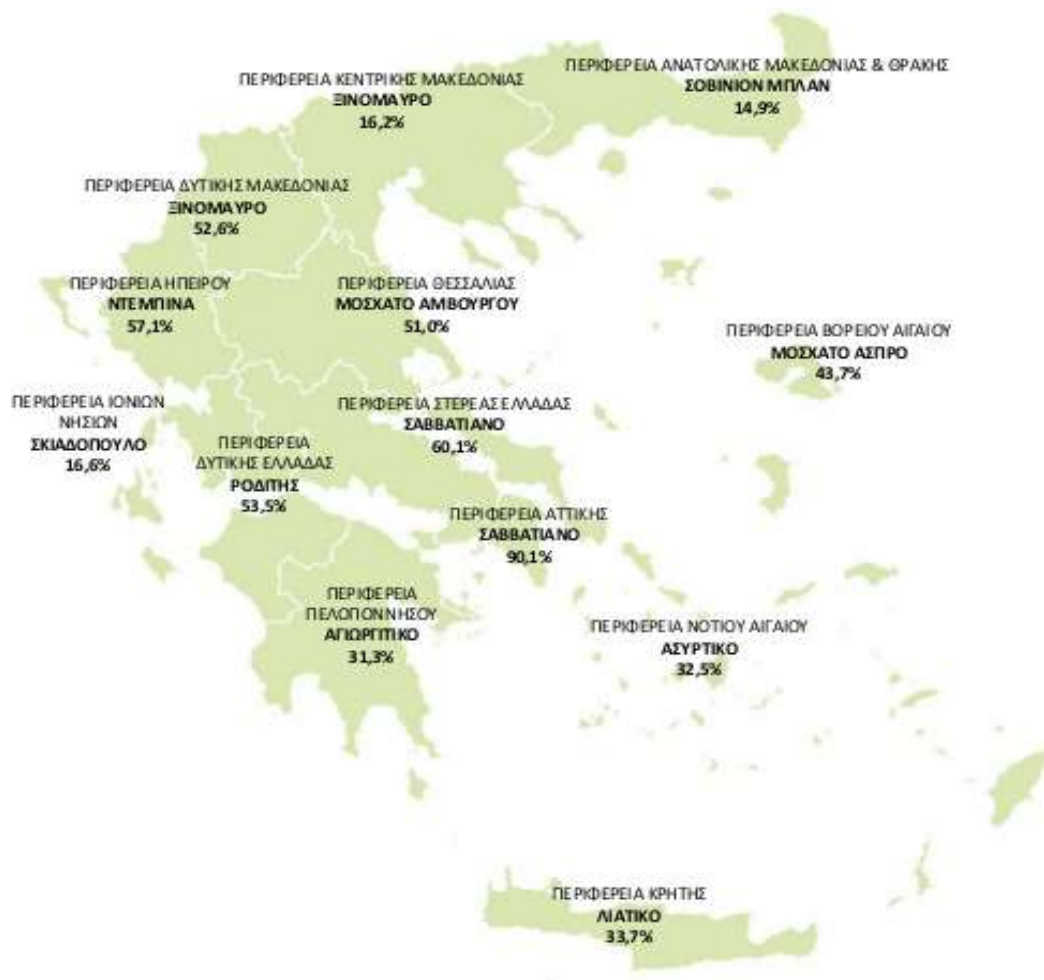 ΠΕΡΙΦΕΡΕΙΑ ΚΕΝΤΡΙΚΗΣ ΜΑΚΕΔΟΝΙΑΣ
ΞΙΝΟΜΑΥΡΟ
16,2%
ΠΕΡΙΦΕΡΕΙΑ ΑΝΑΤΟΛΙΚΗΣ ΜΑΚΕΔΟΝΙΑΣ & ΘΡΑΚΗΣ
ΣΟΒΙΝΙΟΝ ΜΠΛΑΝ
14,9%
ΠΕΡΙΦΕΡΕΙΑ ΔΥΤΙΚΗΣ ΜΑΚΕΔΟΝΙΑΣ
ΞΙΝΟΜΑΥΡΟ
52,6%
ΠΕΡΙΦΕΡΕΙΑ ΗΠΕΙΡΟΥ
ΝΤΕΜΠΙΝΑ
57,1%
ΠΕΡΙΦΕΡΕΙΑ ΘΕΣΣΑΛΙΑΣ
ΜΟΣΧΑΤΟ ΑΜΒΟΥΡΓΟΥ
51,0%
ΠΕΡΙΦΕΡΕΙΑ ΒΟΡΕΙΟΥ ΑΙΓΑΙΟΥ
ΜΟΣΧΑΤΟ ΑΣΠΡΟ
43,7%
ΠΕΡΙΦΕΡΕΙΑ ΙΟΝΙΩΝ
ΝΗΣΙΩΝ
ΣΚΙΑΔΟΠΟΥΛΟ
16,6%
ΠΕΡΙΦΕΡΕΙΑ ΣΤΕΡΕΑΣ ΕΛΛΑΔΑΣ
ΣΑΒΒΑΤΙΑΝΟ
60,1%
ΠΕΡΙΦΕΡΕΙΑ
ΔΥΤΙΚΗΣ ΕΛΛΑΔΑΣ
ΡΟΔΙΤΗΣ
53,5%
ΠΕΡΙΦΕΡΕΙΑ ΑΤΤΙΚΗΣ
ΣΑΒΒΑΤΙΑΝΟ
90,1%
ΠΕΡΙΦΕΡΕΙΑ
ΠΕΛΟΠΟΝΝΗΣΟΥ
ΑΓΙΩΡΓΙΤΙΚΟ
31,3%
ΠΕΡΙΦΕΡΕΙΑ ΝΟΤΙΟΥ ΑΙΓΑΙΟΥ
ΑΣΥΡΤΙΚΟ
32,5%
ΠΕΡΙΦΕΡΕΙΑ ΚΡΗΤΗΣ
ΛΙΑΤΙΚΟ
33,7%